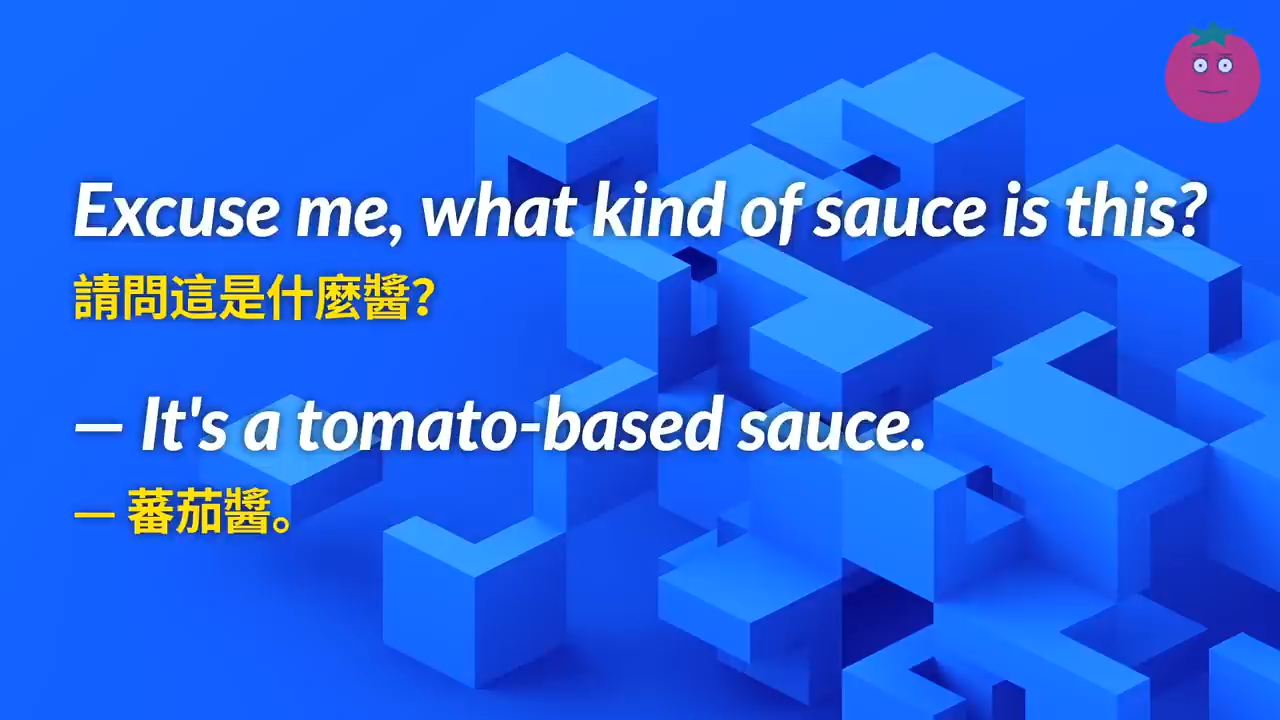 Excuse me, what kind of sauce is this?
請問這是什麼醬？
— It's a tomato-based sauce.
— 蕃茄醬。